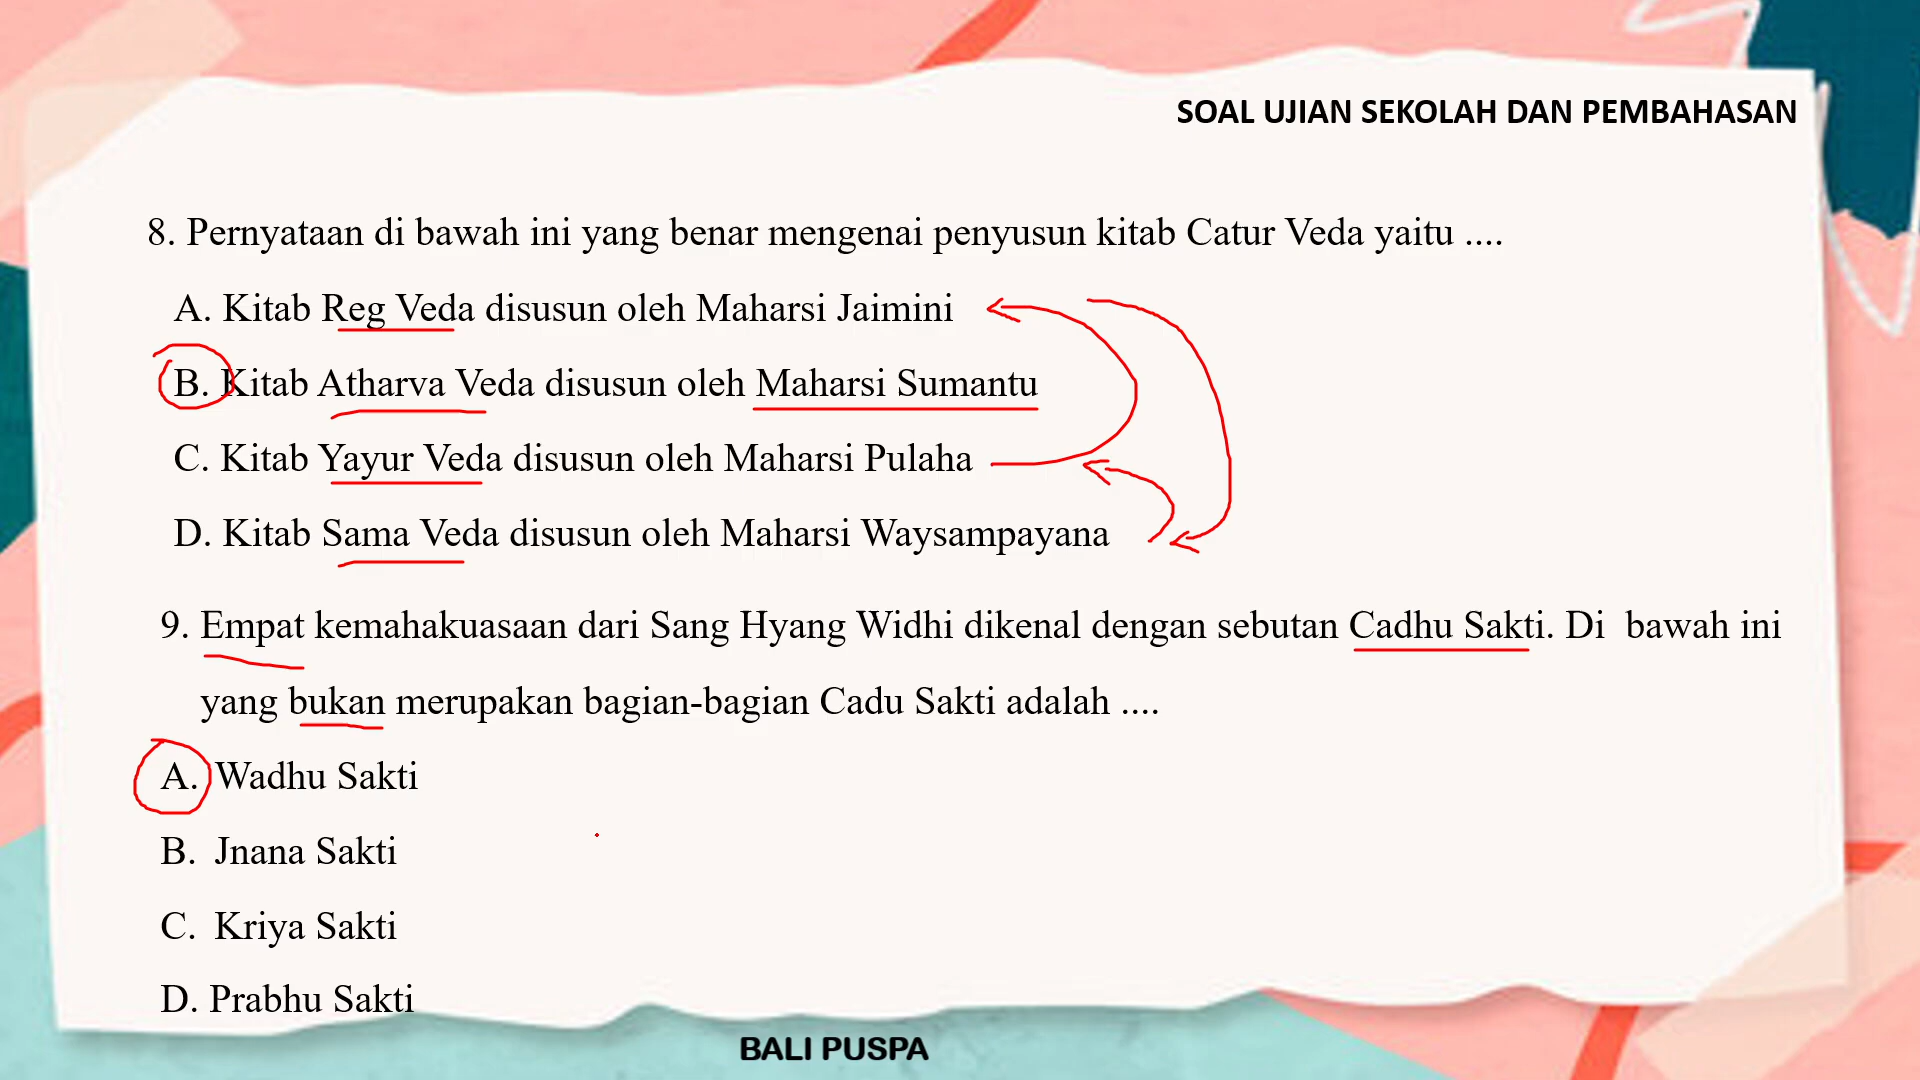 SOAL UJIAN SEKOLAH DAN PEMBAHASAN
8. Pernyataan di bawah ini yang benar mengenai penyusun kitab Catur Veda yaitu ....
A. Kitab Reg Veda disusun oleh Maharsi Jaimini
B. Kitab Atharva Veda disusun oleh Maharsi Sumantu
C. Kitab Yayur Veda disusun oleh Maharsi Pulaha
D. Kitab Sama Veda disusun oleh Maharsi Waysampayana
9. Empat kemahakuasaan dari Sang Hyang Widhi dikenal dengan sebutan Cadhu Sakti. Di bawah ini
yang bukan merupakan bagian-bagian Cadu Sakti adalah ....
A. Wadhu Sakti
B. Jnana Sakti
C. Kriya Sakti
D. Prabhu Sakti
BALI PUSPA